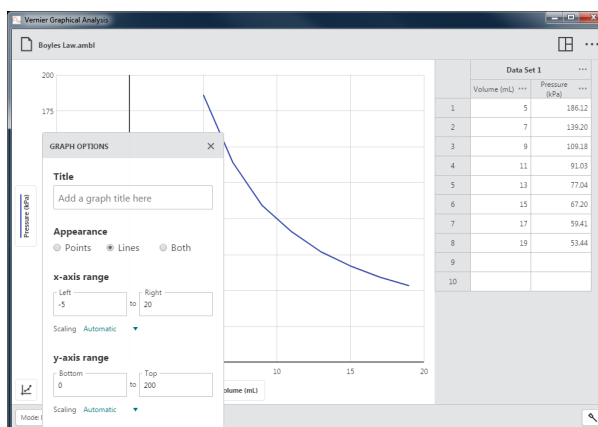 Vernier Graphical Analysis
Boyles Law.ambl
200
175
Pressure (kPa)
10
15
20
olume (mL)
GRAPH OPTIONS
Title
Add a graph title here
Appearance
Points Lines Both
x-axis range
Left Right
-5 to 20
Scaling Automatic
y-axis range
Bottom Top
0 to 200
Scaling Automatic
Mode:
Data Set 1
Volume (mL) Pressure (kPa)
1 5 186.12
2 7 139.20
3 9 109.18
4 11 91.03
5 13 77.04
6 15 67.20
7 17 59.41
8 19 53.44
9
10